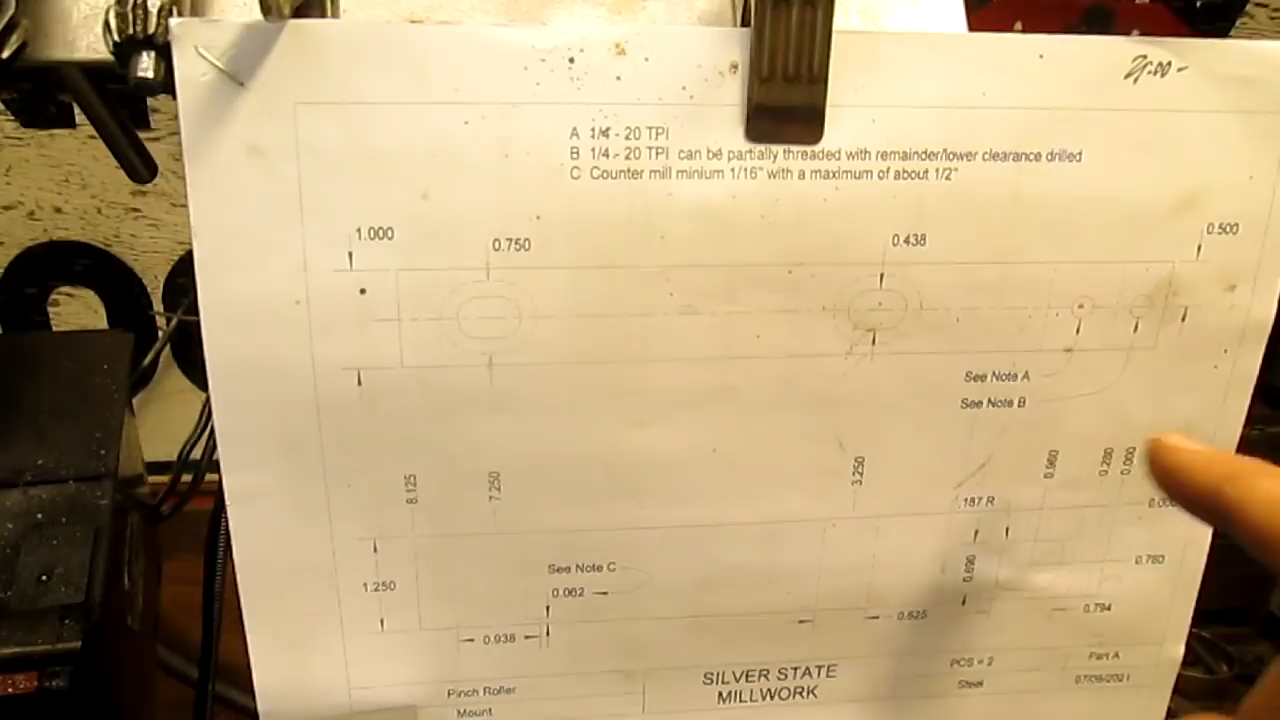 A 1/4 - 20 TPI
B 1/4 - 20 TPI can be partially threaded with remainder/lower clearance drilled
C Counter mill minium 1/16" with a maximum of about 1/2"
1.000
0.750
0.438
0.500
See Note A
See Note B
8.125
7.250
3.250
0.960
0.280
0.000
.187 R
1.250
See Note C
0.062
0.690
0.938
0.625
0.794
SILVER STATE
MILLWORK
Pinch Roller
Mount
PCS = 2
Steel
Part A